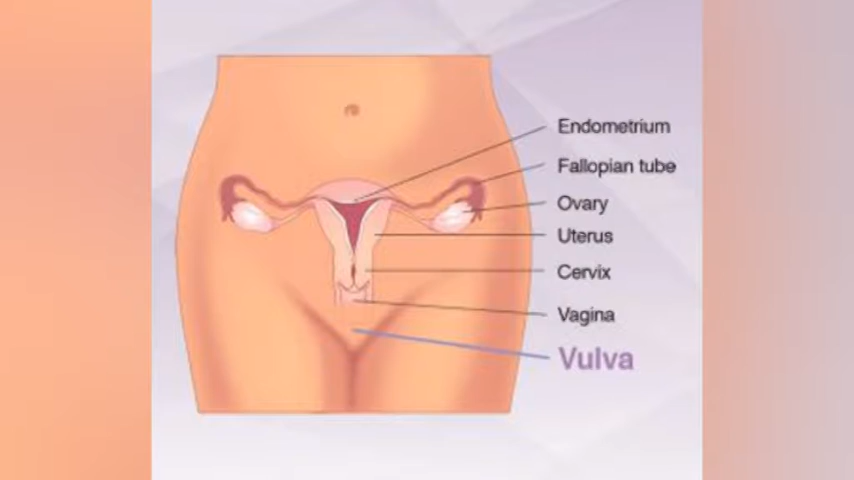 Endometrium
Fallopian tube
Ovary
Uterus
Cervix
Vagina
Vulva